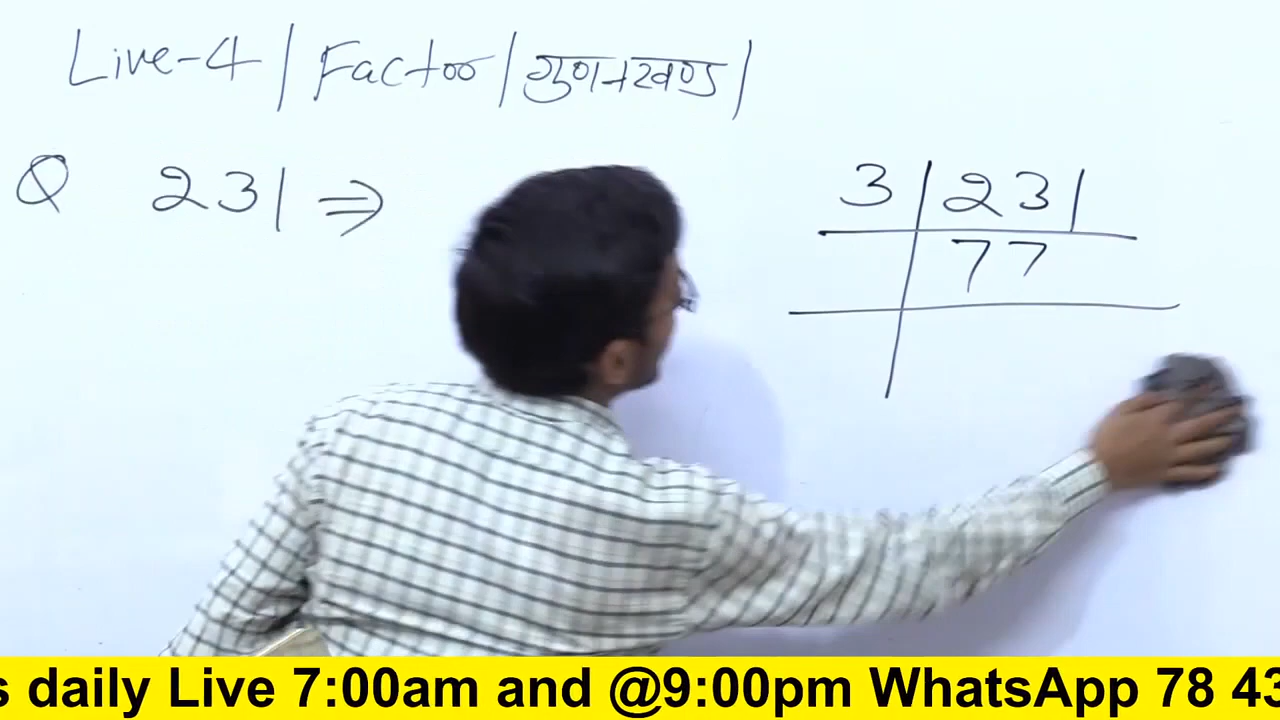 Live-4 | Factor | गुणनखण्ड |
Q 231 ⇒
3 | 231
77
s daily Live 7:00am and @9:00pm WhatsApp 78 43